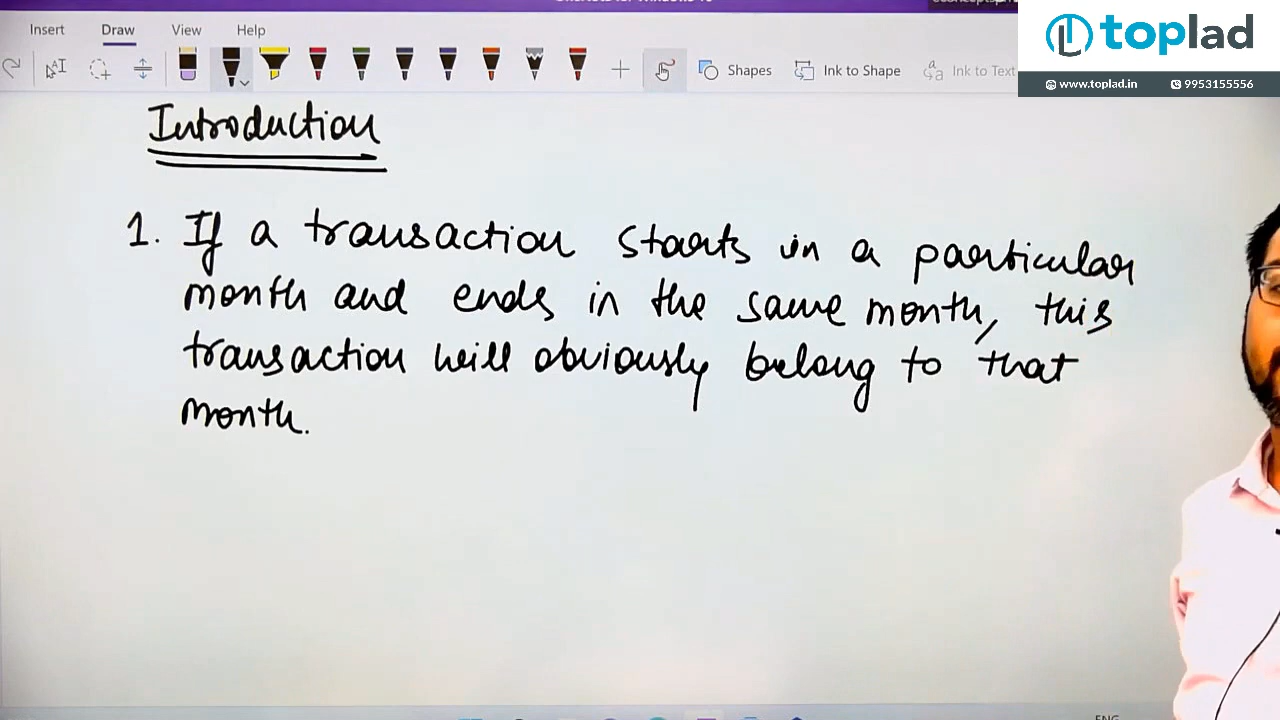 Insert Draw View Help
toplad
Shapes Ink to Shape Ink to Text
www.toplad.in 9953155556
Introduction
1. If a transaction starts in a particular
month and ends in the same month, this
transaction will obviously belong to that
month.
ENG